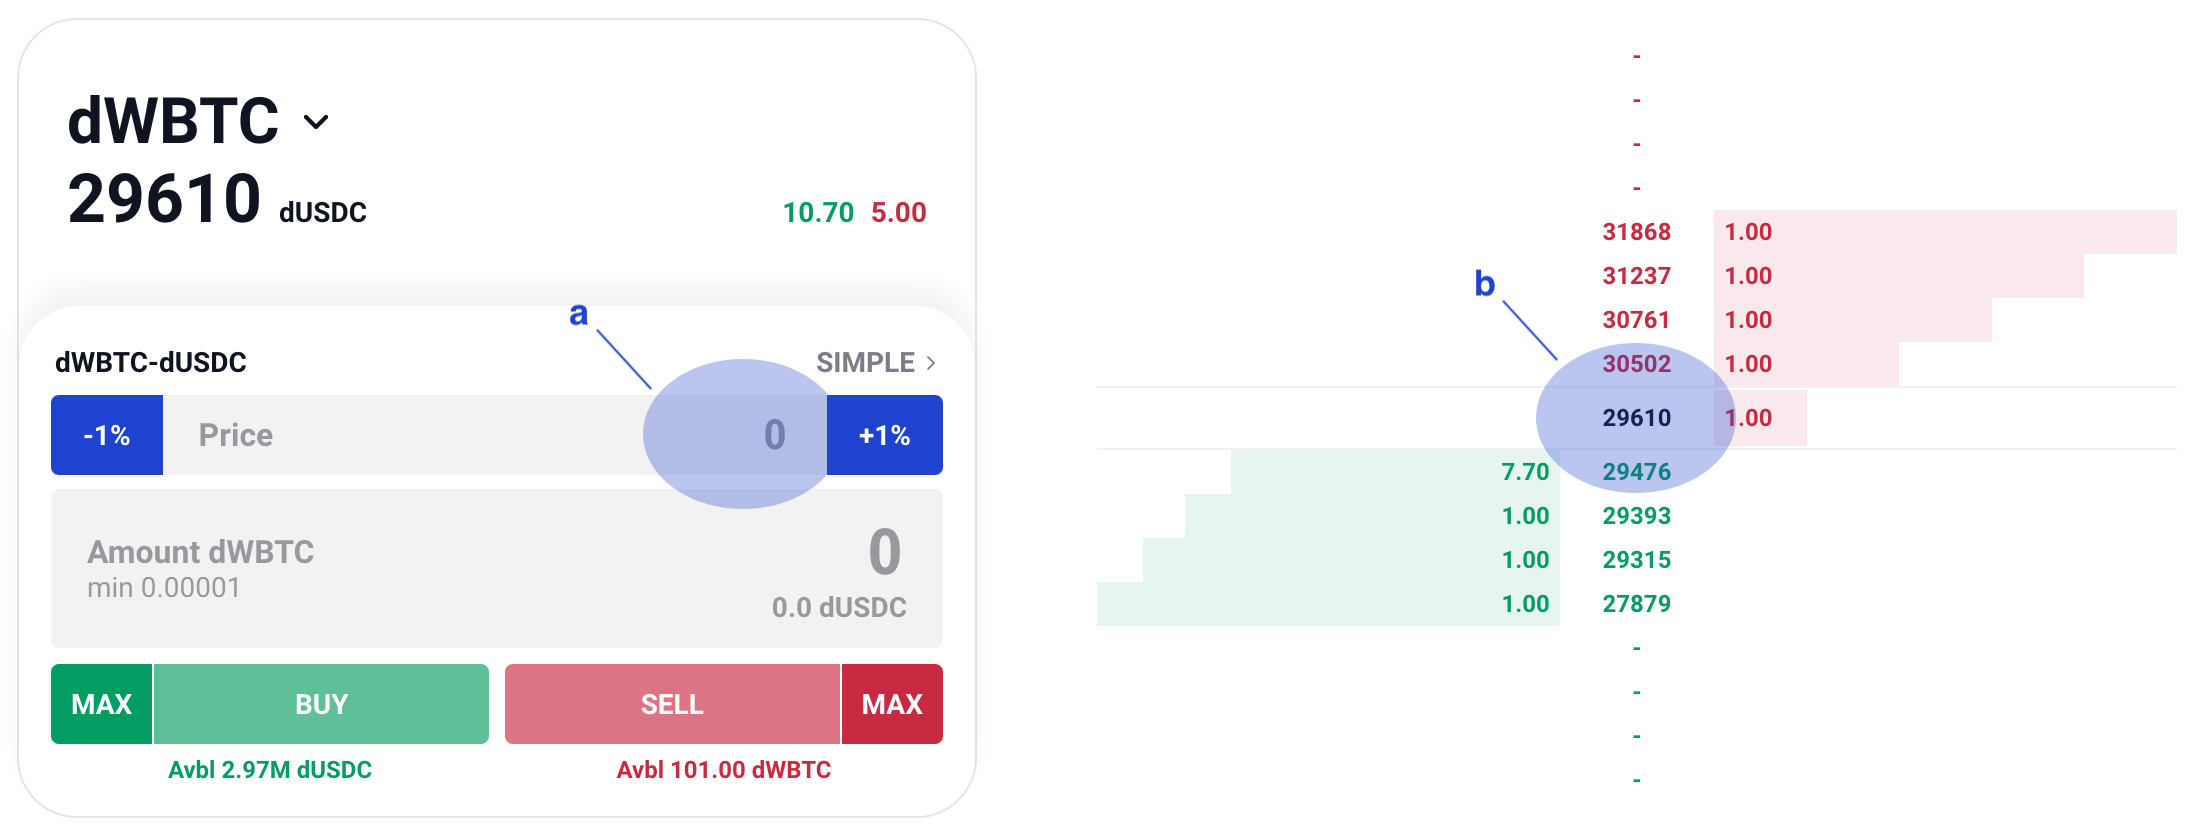 dWBTC
29610 dUSDC
10.70 5.00
a
dWBTC-dUSDC
SIMPLE
-1%
Price
0
+1%
Amount dWBTC
min 0.00001
0
0.0 dUSDC
MAX
BUY
SELL
MAX
Avbl 2.97M dUSDC
Avbl 101.00 dWBTC
-
-
-
-
31868 1.00
31237 1.00
b
30761 1.00
30502 1.00
29610 1.00
7.70 29476
1.00 29393
1.00 29315
1.00 27879
-
-
-
-